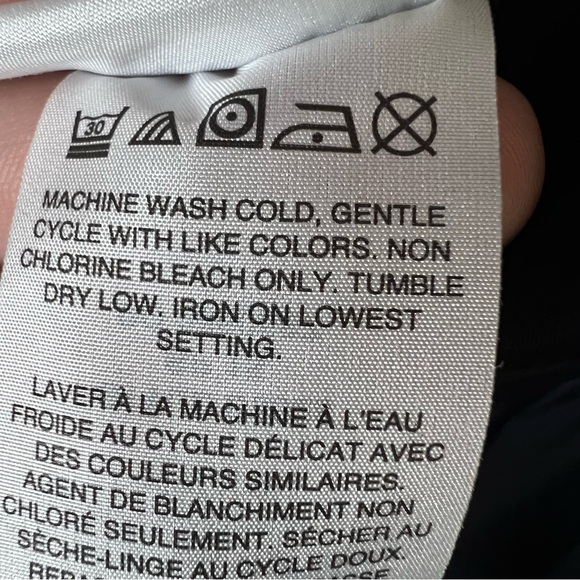 30
MACHINE WASH COLD, GENTLE
CYCLE WITH LIKE COLORS. NON
CHLORINE BLEACH ONLY. TUMBLE
DRY LOW. IRON ON LOWEST
SETTING.
LAVER À LA MACHINE À L'EAU
FROIDE AU CYCLE DÉLICAT AVEC
DES COULEURS SIMILAIRES.
AGENT DE BLANCHIMENT NON
CHLORÉ SEULEMENT. SÉCHER AU
SÈCHE-LINGE AU CYCLE DOUX.